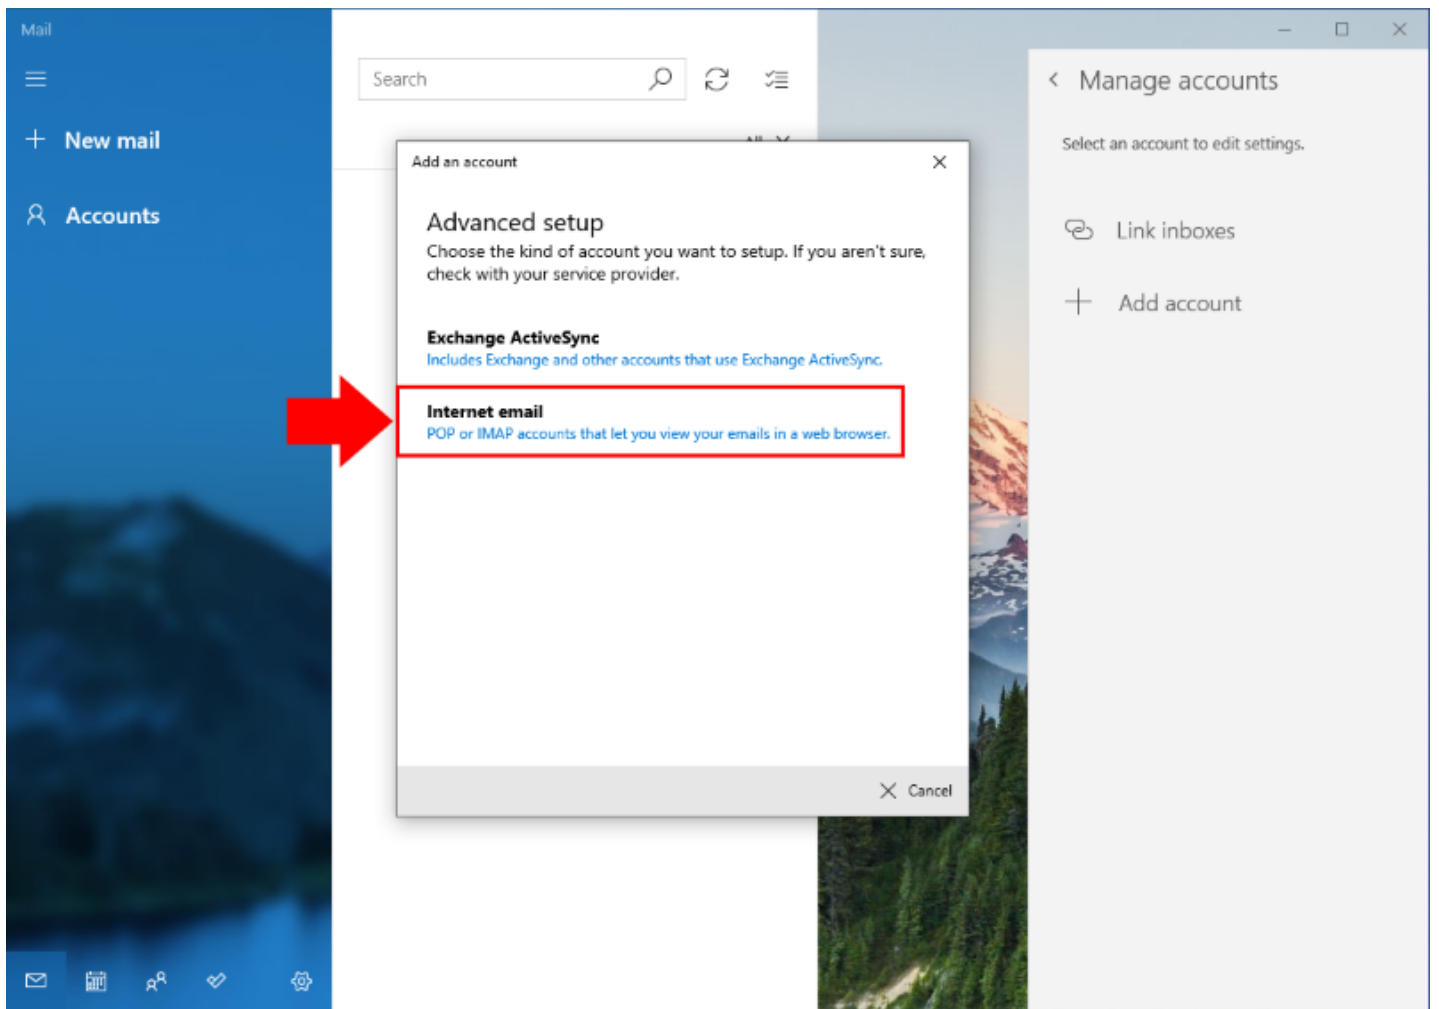 Mail
Search
Manage accounts
New mail
Select an account to edit settings.
Add an account
Accounts
Advanced setup
Choose the kind of account you want to setup. If you aren't sure,
check with your service provider.
Link inboxes
Add account
Exchange ActiveSync
Includes Exchange and other accounts that use Exchange ActiveSync.
Internet email
POP or IMAP accounts that let you view your emails in a web browser.
Cancel